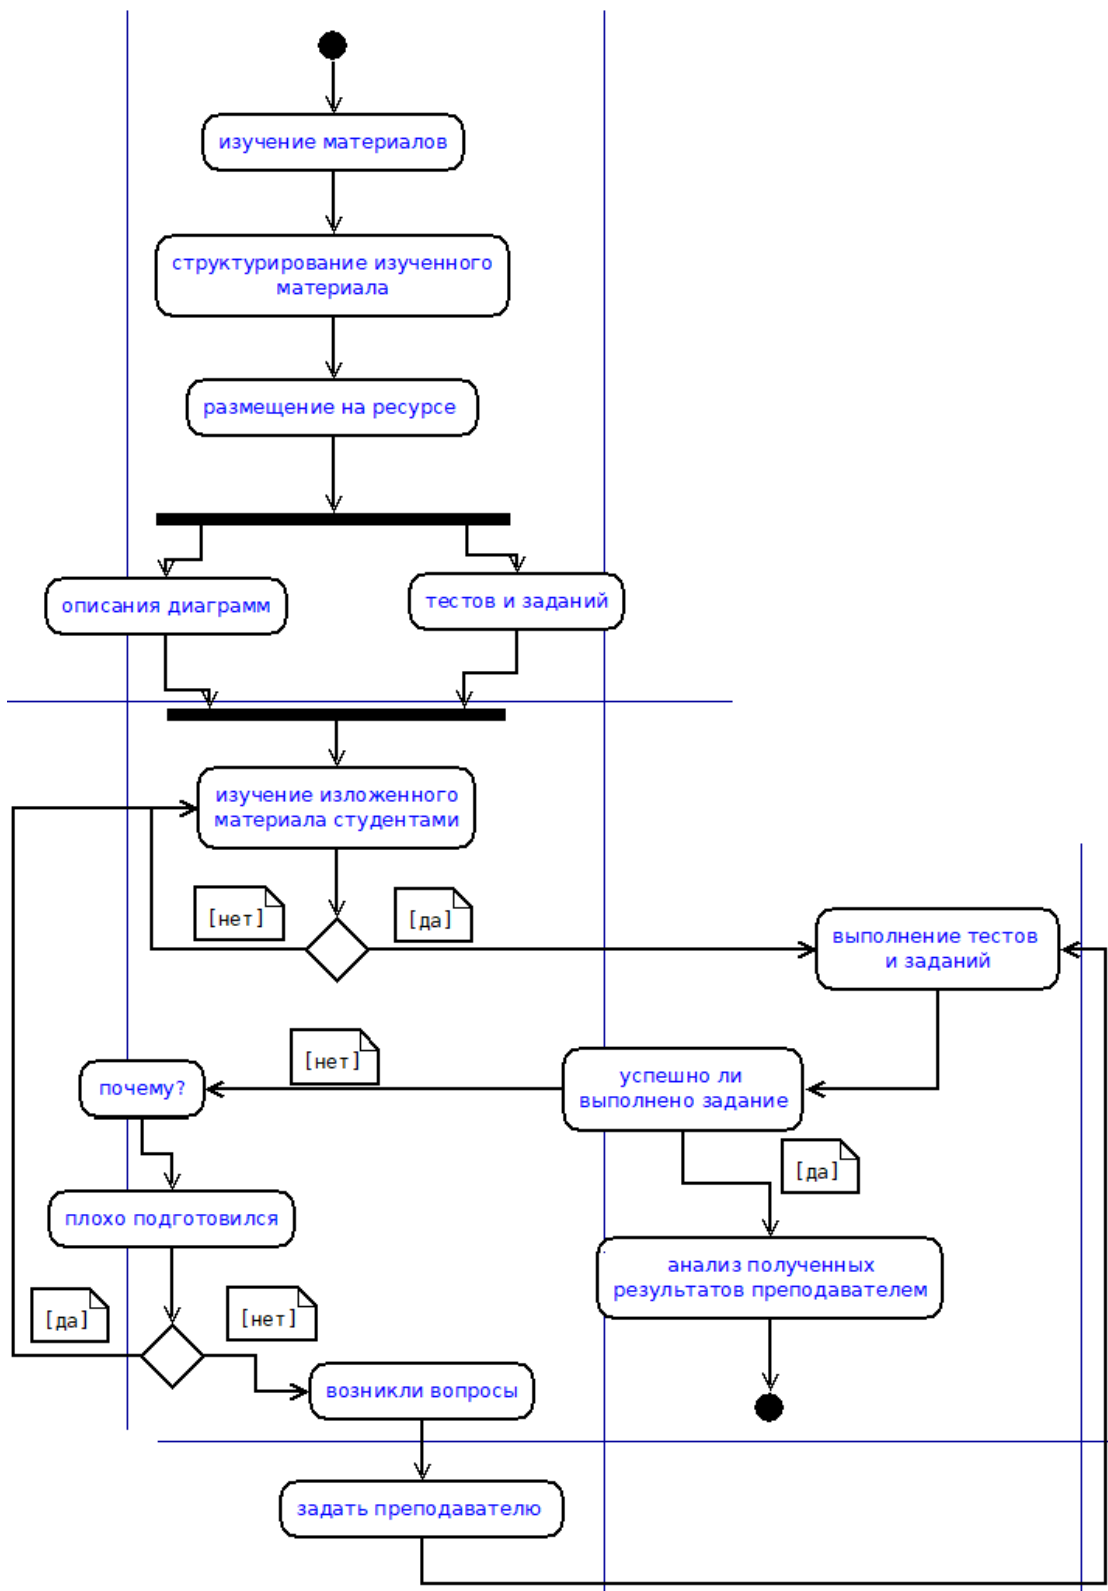 изучение материалов
структурирование изученного
материала
размещение на ресурсе
описания диаграмм
тестов и заданий
изучение изложенного
материала студентами
[нет]
[да]
выполнение тестов
и заданий
[нет]
почему?
успешно ли
выполнено задание
[да]
плохо подготовился
анализ полученных
результатов преподавателем
[да]
[нет]
возникли вопросы
задать преподавателю